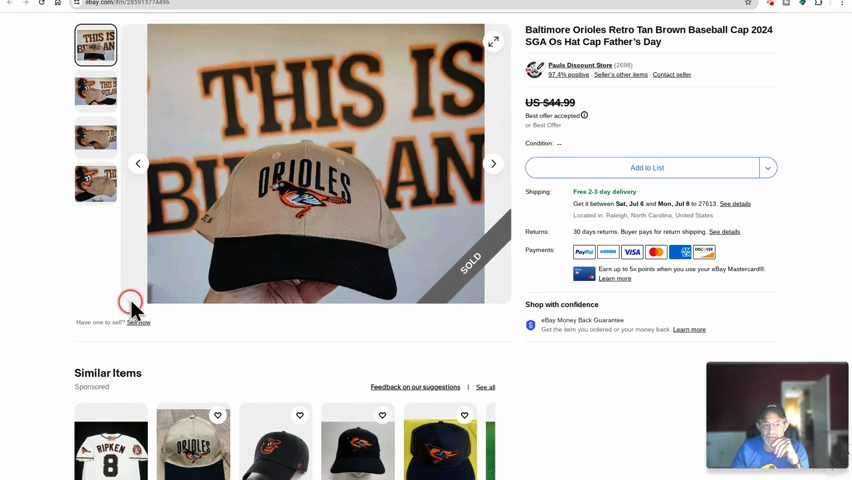 ebay.com/itm/285913774496
THIS IS
BIRDLAND
ORIOLES
SOLD
Have one to sell? Sell now
Baltimore Orioles Retro Tan Brown Baseball Cap 2024
SGA Os Hat Cap Father's Day
Pauls Discount Store (2698)
97.4% positive · Seller's other items · Contact seller
US $44.99
Best offer accepted
or Best Offer
Condition: --
Add to List
Shipping: Free 2-3 day delivery
Get it between Sat, Jul 6 and Mon, Jul 8 to 27613. See details
Located in: Raleigh, North Carolina, United States
Returns: 30 days returns. Buyer pays for return shipping. See details
Payments: PayPal venmo VISA DISCOVER
Earn up to 5x points when you use your eBay Mastercard®.
Learn more
Shop with confidence
eBay Money Back Guarantee
Get the item you ordered or your money back. Learn more
Similar Items
Sponsored
Feedback on our suggestions | See all
RIPKEN
8
ORIOLES